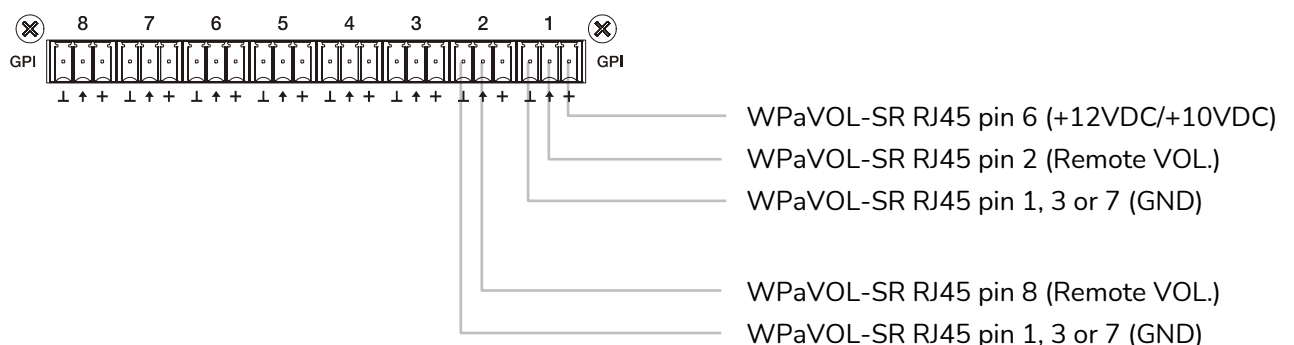 8 7 6 5 4 3 2 1
GPI GPI
⊥ ↑ + ⊥ ↑ + ⊥ ↑ + ⊥ ↑ + ⊥ ↑ + ⊥ ↑ + ⊥ ↑ + ⊥ ↑ +
WPaVOL-SR RJ45 pin 6 (+12VDC/+10VDC)
WPaVOL-SR RJ45 pin 2 (Remote VOL.)
WPaVOL-SR RJ45 pin 1, 3 or 7 (GND)
WPaVOL-SR RJ45 pin 8 (Remote VOL.)
WPaVOL-SR RJ45 pin 1, 3 or 7 (GND)